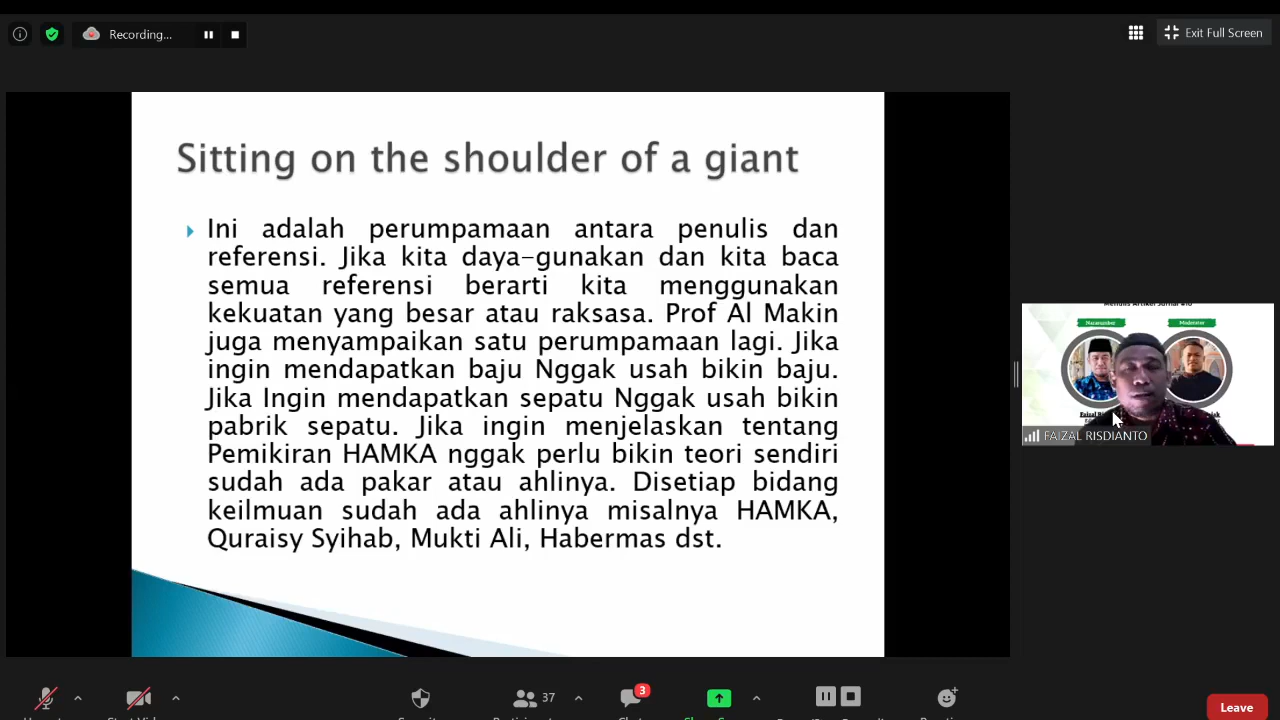 Recording...
Exit Full Screen
Sitting on the shoulder of a giant
Ini adalah perumpamaan antara penulis dan
referensi. Jika kita daya-gunakan dan kita baca
semua referensi berarti kita menggunakan
kekuatan yang besar atau raksasa. Prof Al Makin
juga menyampaikan satu perumpamaan lagi. Jika
ingin mendapatkan baju Nggak usah bikin baju.
Jika Ingin mendapatkan sepatu Nggak usah bikin
pabrik sepatu. Jika ingin menjelaskan tentang
Pemikiran HAMKA nggak perlu bikin teori sendiri
sudah ada pakar atau ahlinya. Disetiap bidang
keilmuan sudah ada ahlinya misalnya HAMKA,
Quraisy Syihab, Mukti Ali, Habermas dst.
Menulis Artikel Jurnal #10
Narasumber
Moderator
FAIZAL RISDIANTO
37
3
Leave